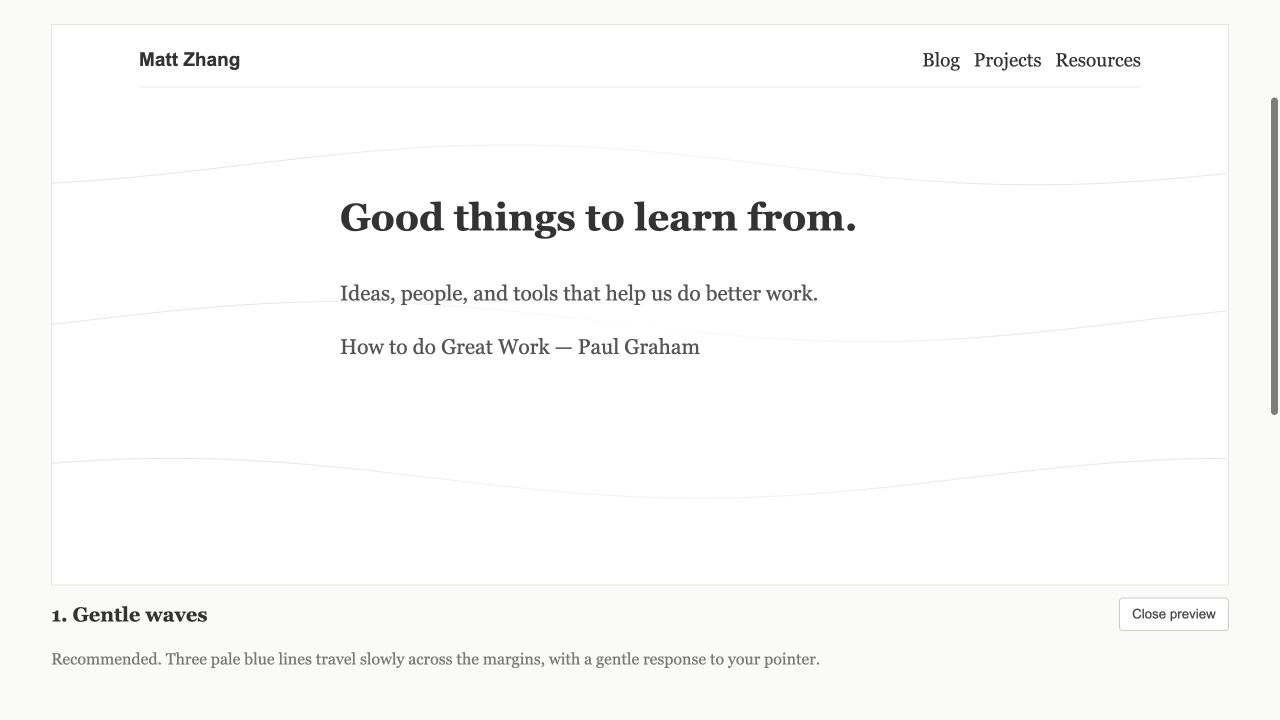 Matt Zhang
Blog Projects Resources
Good things to learn from.
Ideas, people, and tools that help us do better work.
How to do Great Work — Paul Graham
1. Gentle waves
Close preview
Recommended. Three pale blue lines travel slowly across the margins, with a gentle response to your pointer.